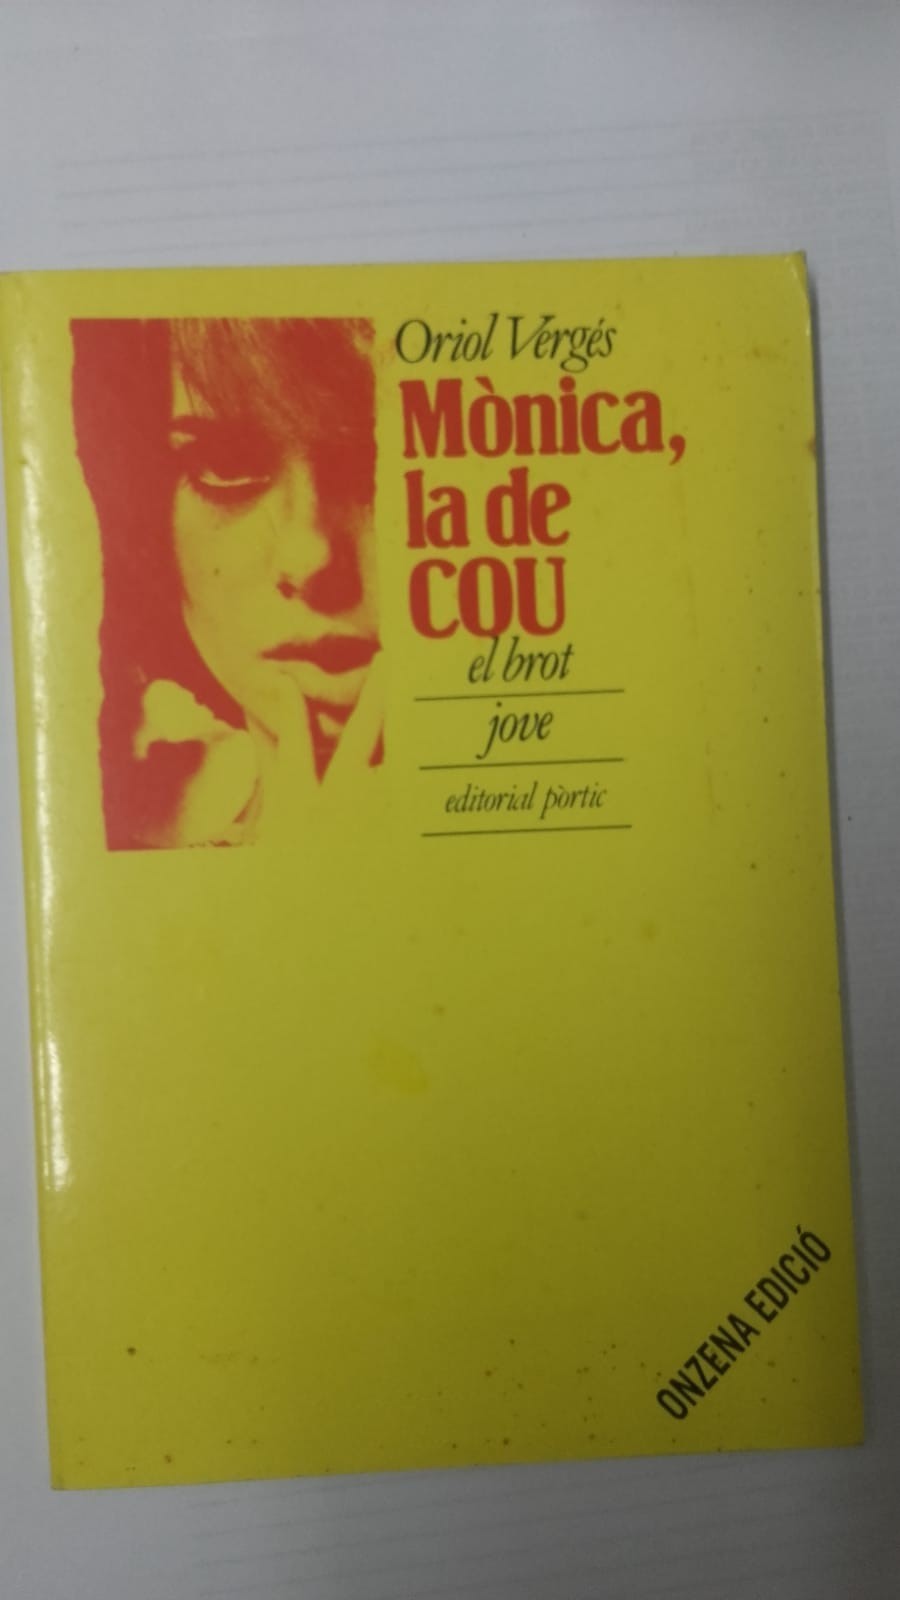 Oriol Vergés
Mònica,
la de
COU
el brot
jove
editorial pòrtic
ONZENA EDICIÓ